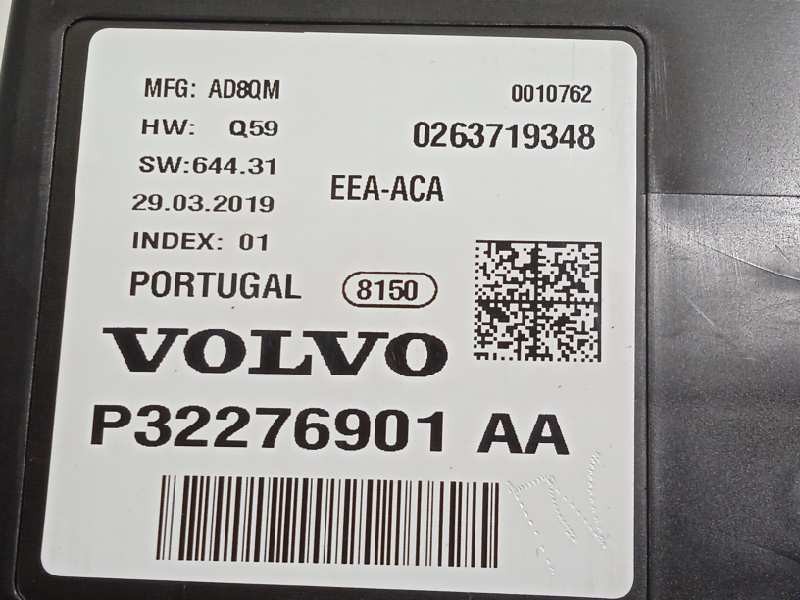 MFG: AD8QM
0010762
HW: Q59
0263719348
SW:644.31
EEA-ACA
29.03.2019
INDEX: 01
PORTUGAL
8150
VOLVO
P32276901 AA